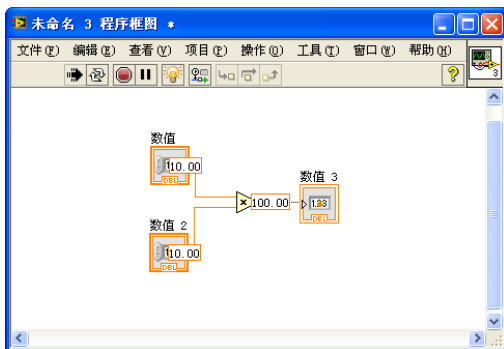 未命名 3 程序框图 *
文件(F) 编辑(E) 查看(V) 项目(P) 操作(O) 工具(T) 窗口(W) 帮助(H)
? 3
数值
10.00
DBL
数值 3
× 100.00 1.23
DBL
数值 2
10.00
DBL